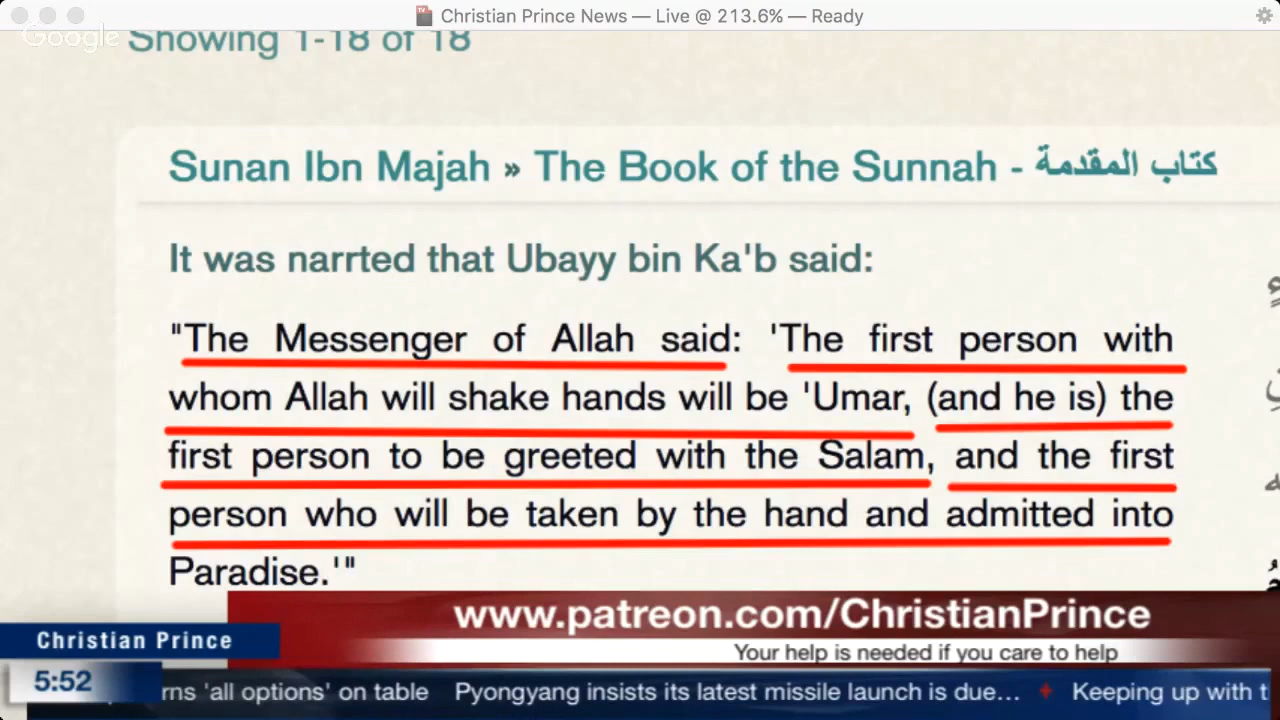 Christian Prince News — Live @ 213.6% — Ready
Google
Showing 1-18 of 18
Sunan Ibn Majah » The Book of the Sunnah - كتاب المقدمة
It was narrted that Ubayy bin Ka'b said:
"The Messenger of Allah said: 'The first person with
whom Allah will shake hands will be 'Umar, (and he is) the
first person to be greeted with the Salam, and the first
person who will be taken by the hand and admitted into
Paradise.'"
www.patreon.com/ChristianPrince
Christian Prince
Your help is needed if you care to help
5:52
'all options' on table Pyongyang insists its latest missile launch is due... Keeping up with